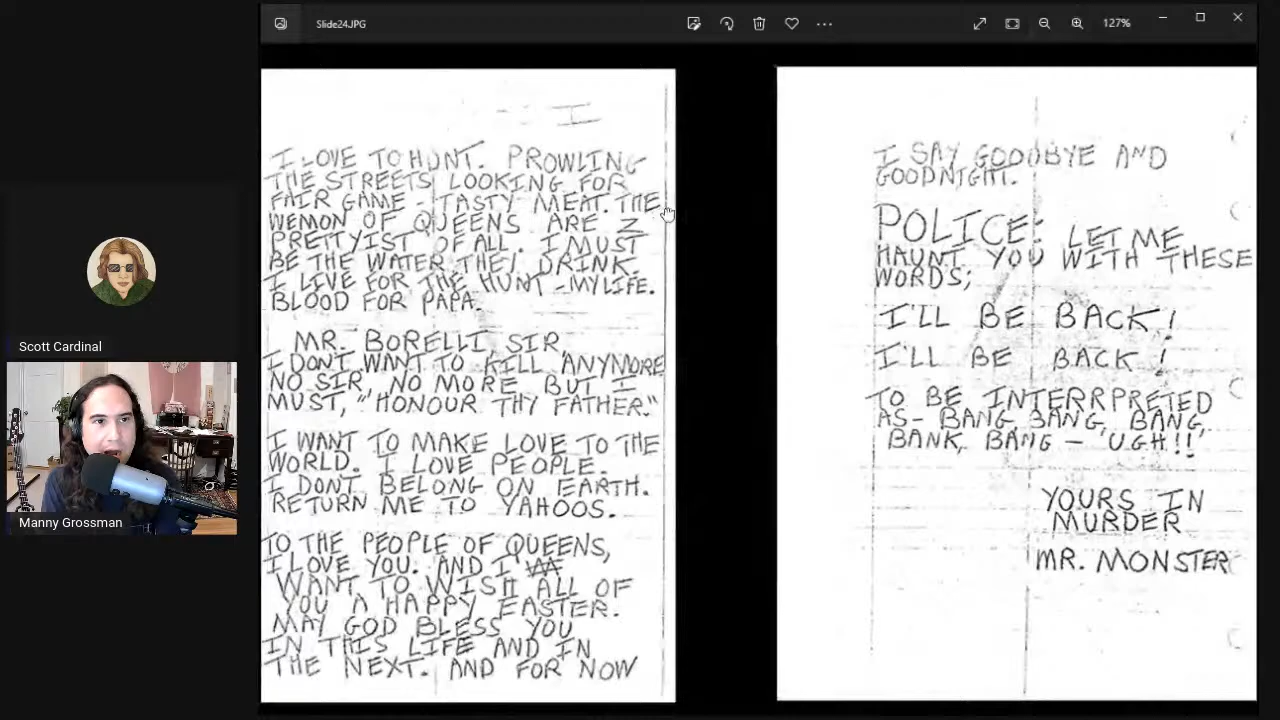 Slide24.JPG
127%
I LOVE TO HUNT. PROWLING
THE STREETS LOOKING FOR
FAIR GAME - TASTY MEAT. THE
WEMON OF QUEENS ARE Z
PRETTYIST OF ALL. I MUST
BE THE WATER THEY DRINK.
I LIVE FOR THE HUNT - MY LIFE.
BLOOD FOR PAPA.
MR. BORELLI, SIR,
I DONT WANT TO KILL ANYMORE
NO SIR, NO MORE BUT I
MUST, "HONOUR THY FATHER."
I WANT TO MAKE LOVE TO THE
WORLD. I LOVE PEOPLE.
I DONT BELONG ON EARTH.
RETURN ME TO YAHOOS.
TO THE PEOPLE OF QUEENS,
I LOVE YOU. AND I
WANT TO WISH ALL OF
YOU A HAPPY EASTER.
MAY GOD BLESS YOU
IN THIS LIFE AND IN
THE NEXT. AND FOR NOW
I SAY GOODBYE AND
GOODNIGHT.
POLICE: LET ME
HAUNT YOU WITH THESE
WORDS;
I'LL BE BACK!
I'LL BE BACK!
TO BE INTERRPRETED
AS - BANG BANG, BANG,
BANK, BANG - 'UGH!!'
YOURS IN
MURDER
MR. MONSTER
Scott Cardinal
Manny Grossman